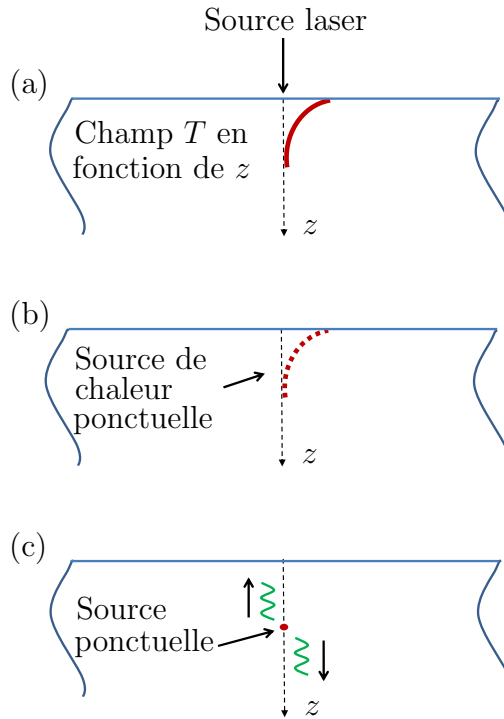 Source laser
(a)
Champ T en
fonction de z
z
(b)
Source de
chaleur
ponctuelle
z
(c)
Source
ponctuelle
z